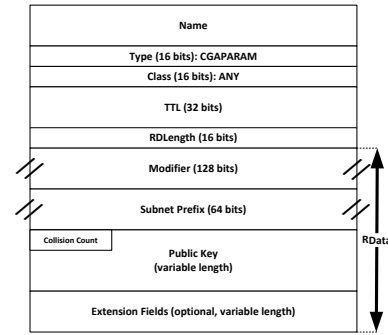 Name
Type (16 bits): CGAPARAM
Class (16 bits): ANY
TTL (32 bits)
RDLength (16 bits)
Modifier (128 bits)
Subnet Prefix (64 bits)
RData
Collision Count
Public Key
(variable length)
Extension Fields (optional, variable length)